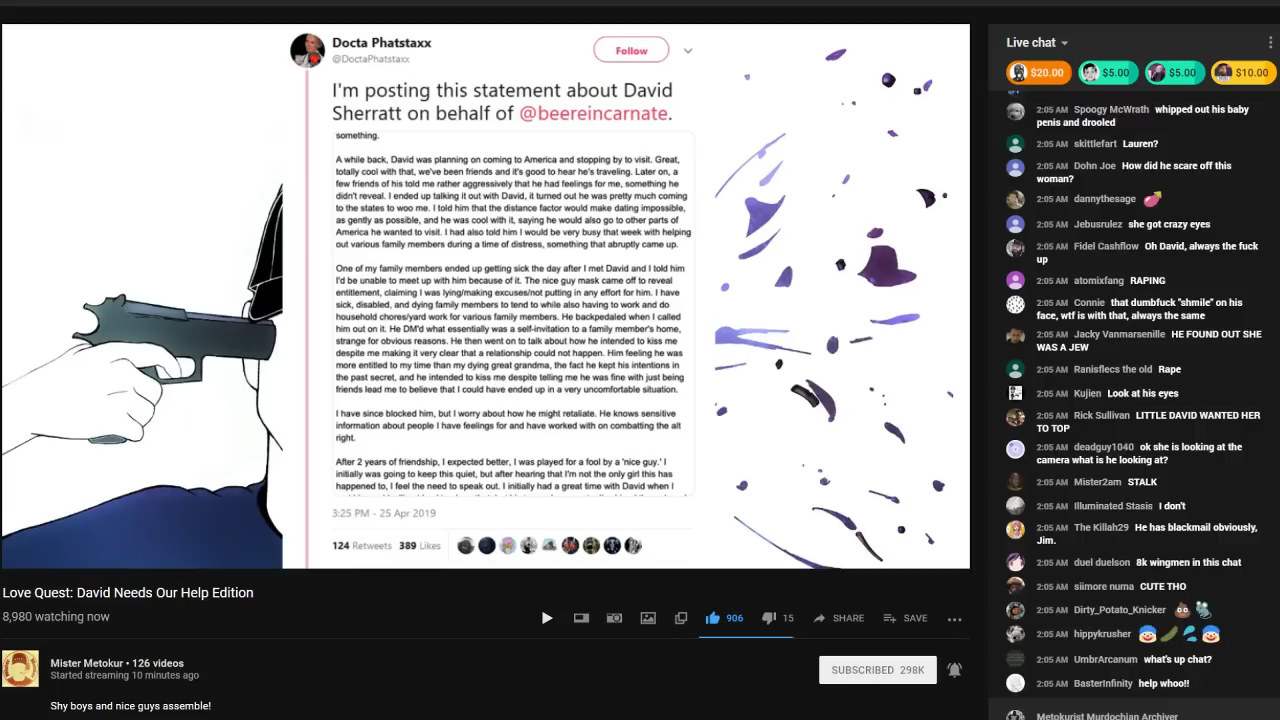 Docta Phatstaxx
@DoctaPhatstaxx
Follow
I'm posting this statement about David
Sherratt on behalf of @beereincarnate.
something.
A while back, David was planning on coming to America and stopping by to visit. Great,
totally cool with that, we've been friends and it's good to hear he's traveling. Later on, a
few friends of his told me rather aggressively that he had feelings for me, something he
didn't reveal. I ended up talking it out with David, it turned out he was pretty much coming
to the states to woo me. I told him that the distance factor would make dating impossible,
as gently as possible, and he was cool with it, saying he would also go to other parts of
America he wanted to visit. I had also told him I would be very busy that week with helping
out various family members during a time of distress, something that abruptly came up.
One of my family members ended up getting sick the day after I met David and I told him
I'd be unable to meet up with him because of it. The nice guy mask came off to reveal
entitlement, claiming I was lying/making excuses/not putting in any effort for him. I have
sick, disabled, and dying family members to tend to while also having to work and do
household chores/yard work for various family members. He backpedaled when I called
him out on it. He DM'd what essentially was a self-invitation to a family member's home,
strange for obvious reasons. He then went on to talk about how he intended to kiss me
despite me making it very clear that a relationship could not happen. Him feeling he was
more entitled to my time than my dying great grandma, the fact he kept his intentions in
the past secret, and he intended to kiss me despite telling me he was fine with just being
friends lead me to believe that I could have ended up in a very uncomfortable situation.
I have since blocked him, but I worry about how he might retaliate. He knows sensitive
information about people I have feelings for and have worked with on combatting the alt
right.
After 2 years of friendship, I expected better, I was played for a fool by a 'nice guy.' I
initially was going to keep this quiet, but after hearing that I'm not the only girl this has
happened to, I feel the need to speak out. I initially had a great time with David when I
3:25 PM - 25 Apr 2019
124 Retweets 389 Likes
Love Quest: David Needs Our Help Edition
8,980 watching now
906
15
SHARE
SAVE
Mister Metokur • 126 videos
Started streaming 10 minutes ago
SUBSCRIBED 298K
Shy boys and nice guys assemble!
Live chat
$20.00
$5.00
$5.00
$10.00
2:05 AM Spoogy McWrath whipped out his baby
penis and drooled
2:05 AM skittlefart Lauren?
2:05 AM Dohn Joe How did he scare off this
woman?
2:05 AM dannythesage
2:05 AM Jebusrulez she got crazy eyes
2:05 AM Fidel Cashflow Oh David, always the fuck
up
2:05 AM atomixfang RAPING
2:05 AM Connie that dumbfuck "shmile" on his
face, wtf is with that, always the same
2:05 AM Jacky Vanmarsenille HE FOUND OUT SHE
WAS A JEW
2:05 AM Ranisflecs the old Rape
2:05 AM Kujien Look at his eyes
2:05 AM Rick Sullivan LITTLE DAVID WANTED HER
TO TOP
2:05 AM deadguy1040 ok she is looking at the
camera what is he looking at?
2:05 AM Mister2am STALK
2:05 AM Illuminated Stasis I don't
2:05 AM The Killah29 He has blackmail obviously,
Jim.
2:05 AM duel duelson 8k wingmen in this chat
2:05 AM siimore numa CUTE THO
2:05 AM Dirty_Potato_Knicker
2:05 AM hippykrusher
2:05 AM UmbrArcanum what's up chat?
2:05 AM BasterInfinity help whoo!!
Metokurist Murdochian Archiver